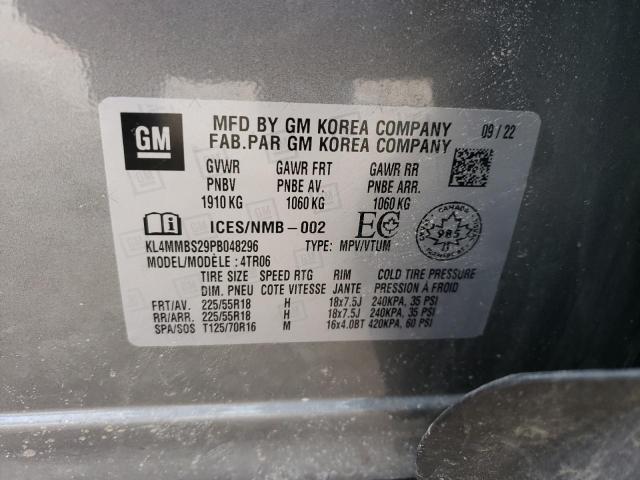 GM
MFD BY GM KOREA COMPANY 09 / 22
FAB.PAR GM KOREA COMPANY
GVWR GAWR FRT GAWR RR
PNBV PNBE AV. PNBE ARR.
1910 KG 1060 KG 1060 KG
ICES/NMB-002 EC
CANADA
985
KL4MMBS29PB048296 TYPE: MPV/VTUM
MODEL/MODÈLE: 4TR06
TIRE SIZE SPEED RTG RIM COLD TIRE PRESSURE
DIM. PNEU COTE VITESSE JANTE PRESSION À FROID
FRT/AV. 225/55R18 H 18x7.5J 240KPA, 35 PSI
RR/ARR. 225/55R18 H 18x7.5J 240KPA, 35 PSI
SPA/SOS T125/70R16 M 16x4.0BT 420KPA, 60 PSI